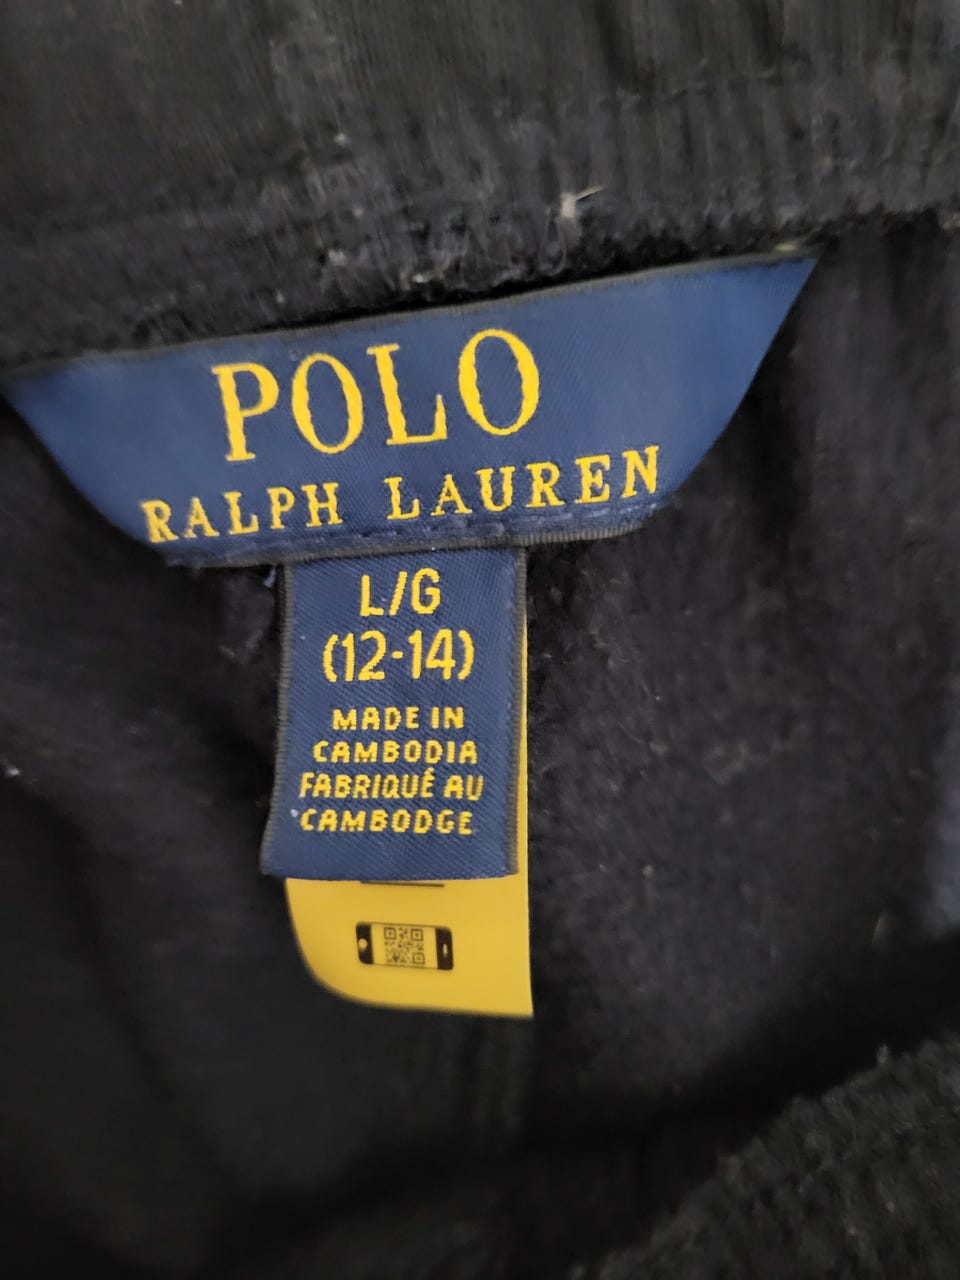 POLO
RALPH LAUREN
L/G
(12-14)
MADE IN
CAMBODIA
FABRIQUÉ AU
CAMBODGE